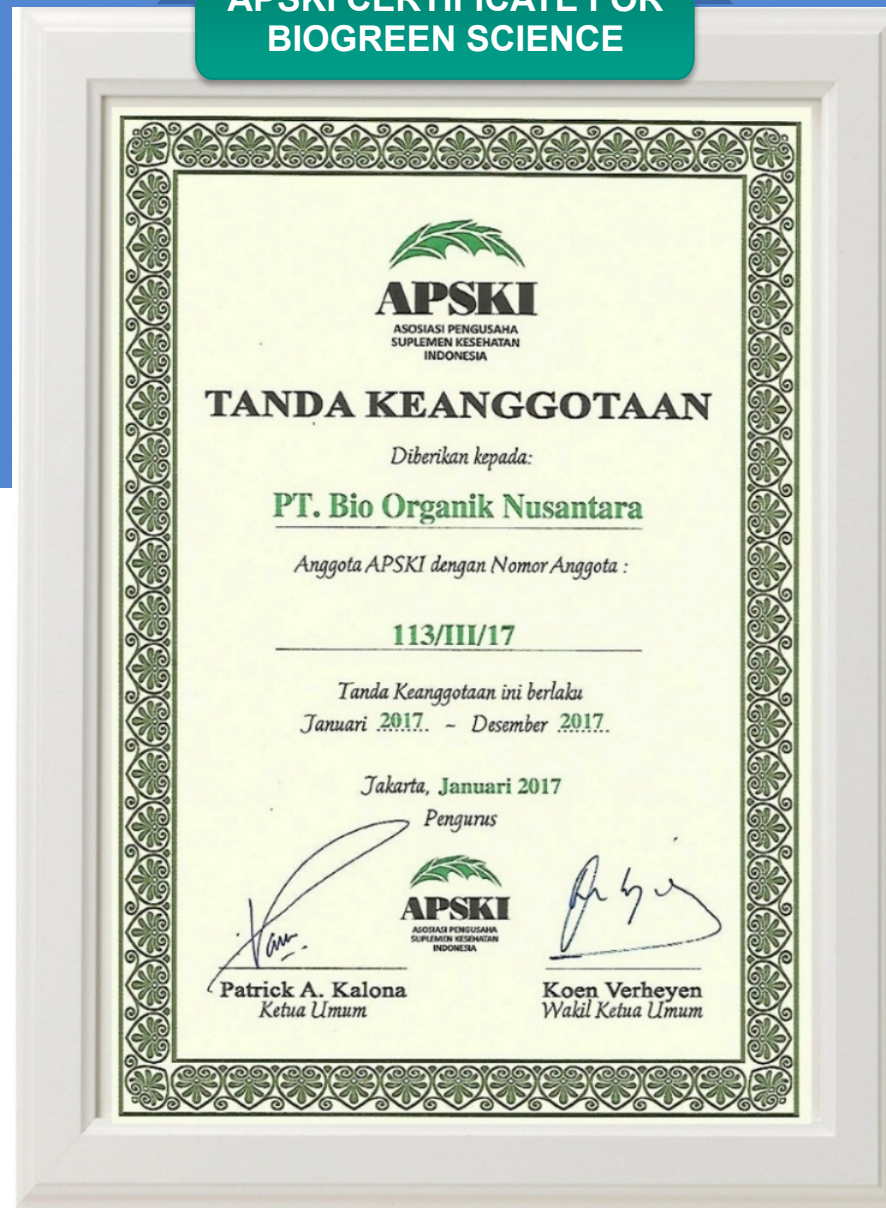 APSKI CERTIFICATE FOR
BIOGREEN SCIENCE
APSKI
ASOSIASI PENGUSAHA
SUPLEMEN KESEHATAN
INDONESIA
TANDA KEANGGOTAAN
Diberikan kepada:
PT. Bio Organik Nusantara
Anggota APSKI dengan Nomor Anggota :
113/III/17
Tanda Keanggotaan ini berlaku
Januari 2017 ~ Desember 2017
Jakarta, Januari 2017
Pengurus
APSKI
ASOSIASI PENGUSAHA
SUPLEMEN KESEHATAN
INDONESIA
Patrick A. Kalona
Ketua Umum
Koen Verheyen
Wakil Ketua Umum